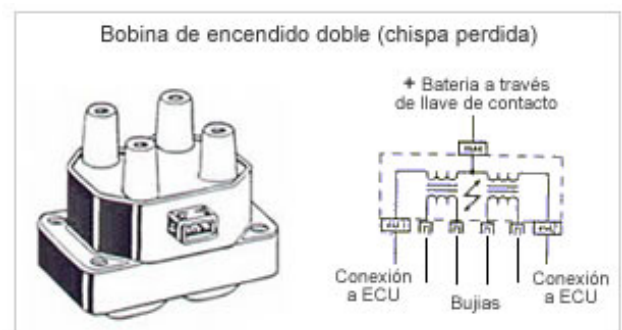 Bobina de encendido doble (chispa perdida)
+ Bateria a través
de llave de contacto
Conexión
a ECU
Bujias
Conexión
a ECU